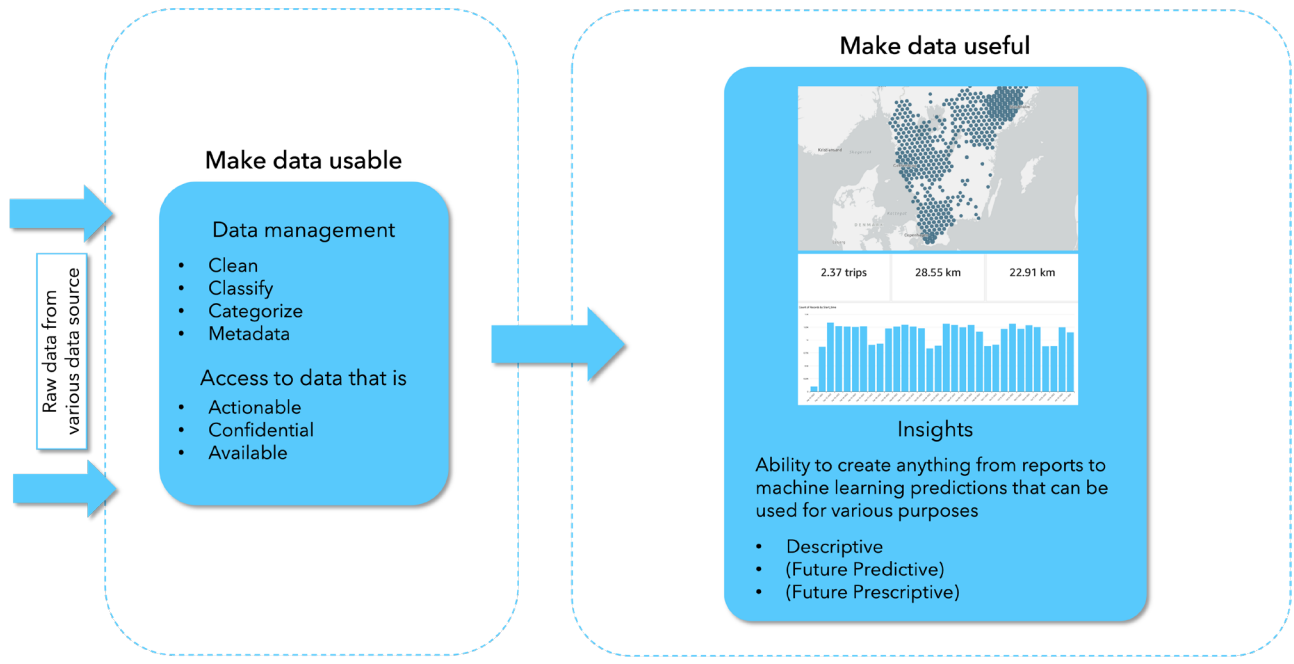 Raw data from
various data source
Make data usable
Data management
• Clean
• Classify
• Categorize
• Metadata
Access to data that is
• Actionable
• Confidential
• Available
Make data useful
Kristiansand
DENMARK
2.37 trips
28.55 km
22.91 km
Insights
Ability to create anything from reports to
machine learning predictions that can be
used for various purposes
• Descriptive
• (Future Predictive)
• (Future Prescriptive)